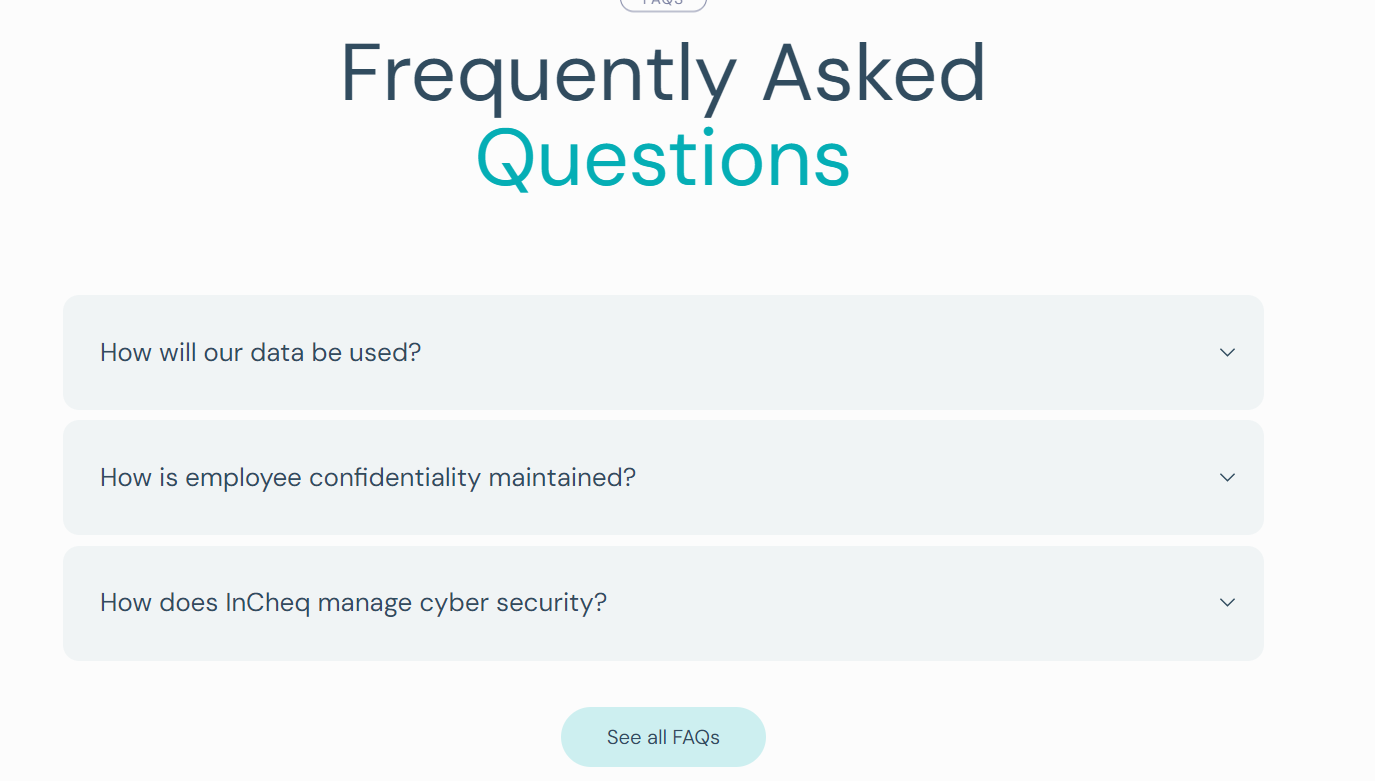 FAQS
Frequently Asked
Questions
How will our data be used?
How is employee confidentiality maintained?
How does InCheq manage cyber security?
See all FAQs